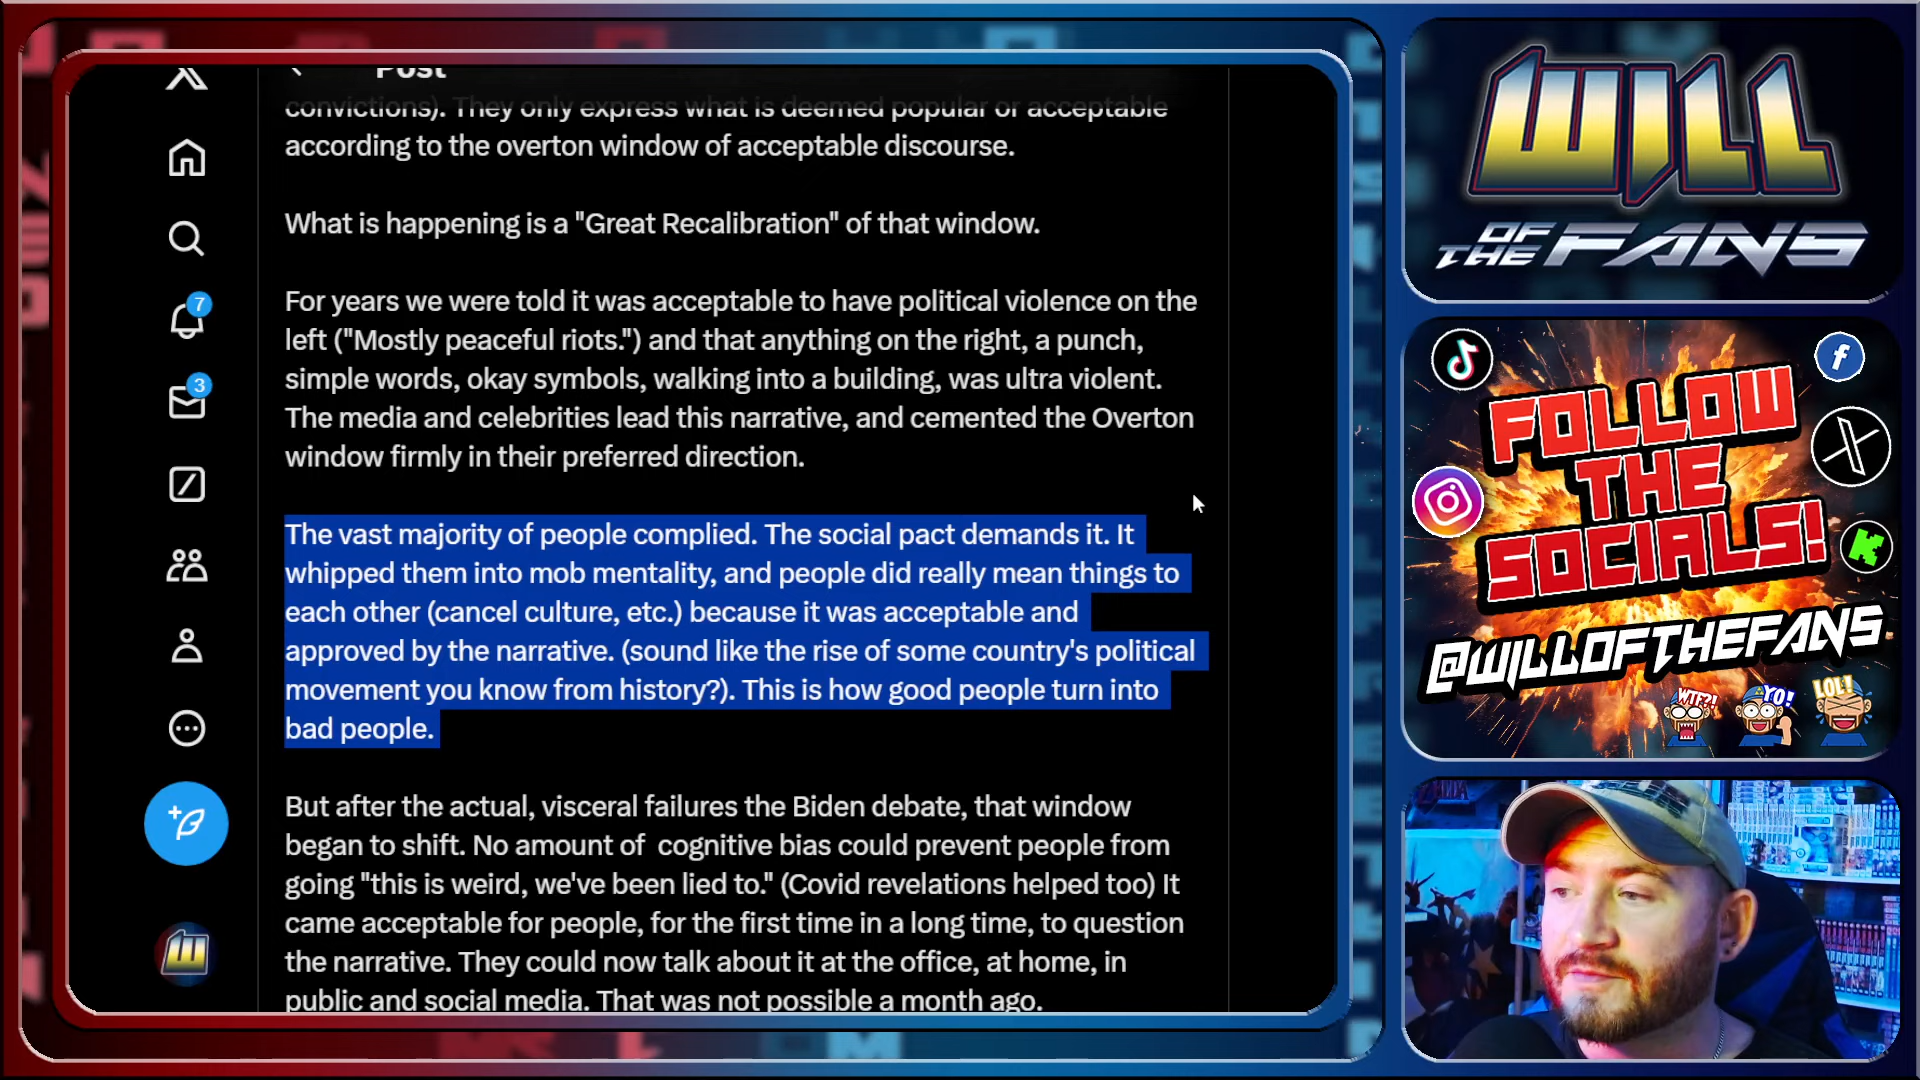 Post
convictions). They only express what is deemed popular or acceptable
according to the overton window of acceptable discourse.
What is happening is a "Great Recalibration" of that window.
For years we were told it was acceptable to have political violence on the
left ("Mostly peaceful riots.") and that anything on the right, a punch,
simple words, okay symbols, walking into a building, was ultra violent.
The media and celebrities lead this narrative, and cemented the Overton
window firmly in their preferred direction.
The vast majority of people complied. The social pact demands it. It
whipped them into mob mentality, and people did really mean things to
each other (cancel culture, etc.) because it was acceptable and
approved by the narrative. (sound like the rise of some country's political
movement you know from history?). This is how good people turn into
bad people.
But after the actual, visceral failures the Biden debate, that window
began to shift. No amount of  cognitive bias could prevent people from
going "this is weird, we've been lied to." (Covid revelations helped too) It
came acceptable for people, for the first time in a long time, to question
the narrative. They could now talk about it at the office, at home, in
public and social media. That was not possible a month ago.
7
3
WILL
OF THE FANS
FOLLOW
THE
SOCIALS!
@WILLOFTHEFANS
WTF?!
YO!
LOL!